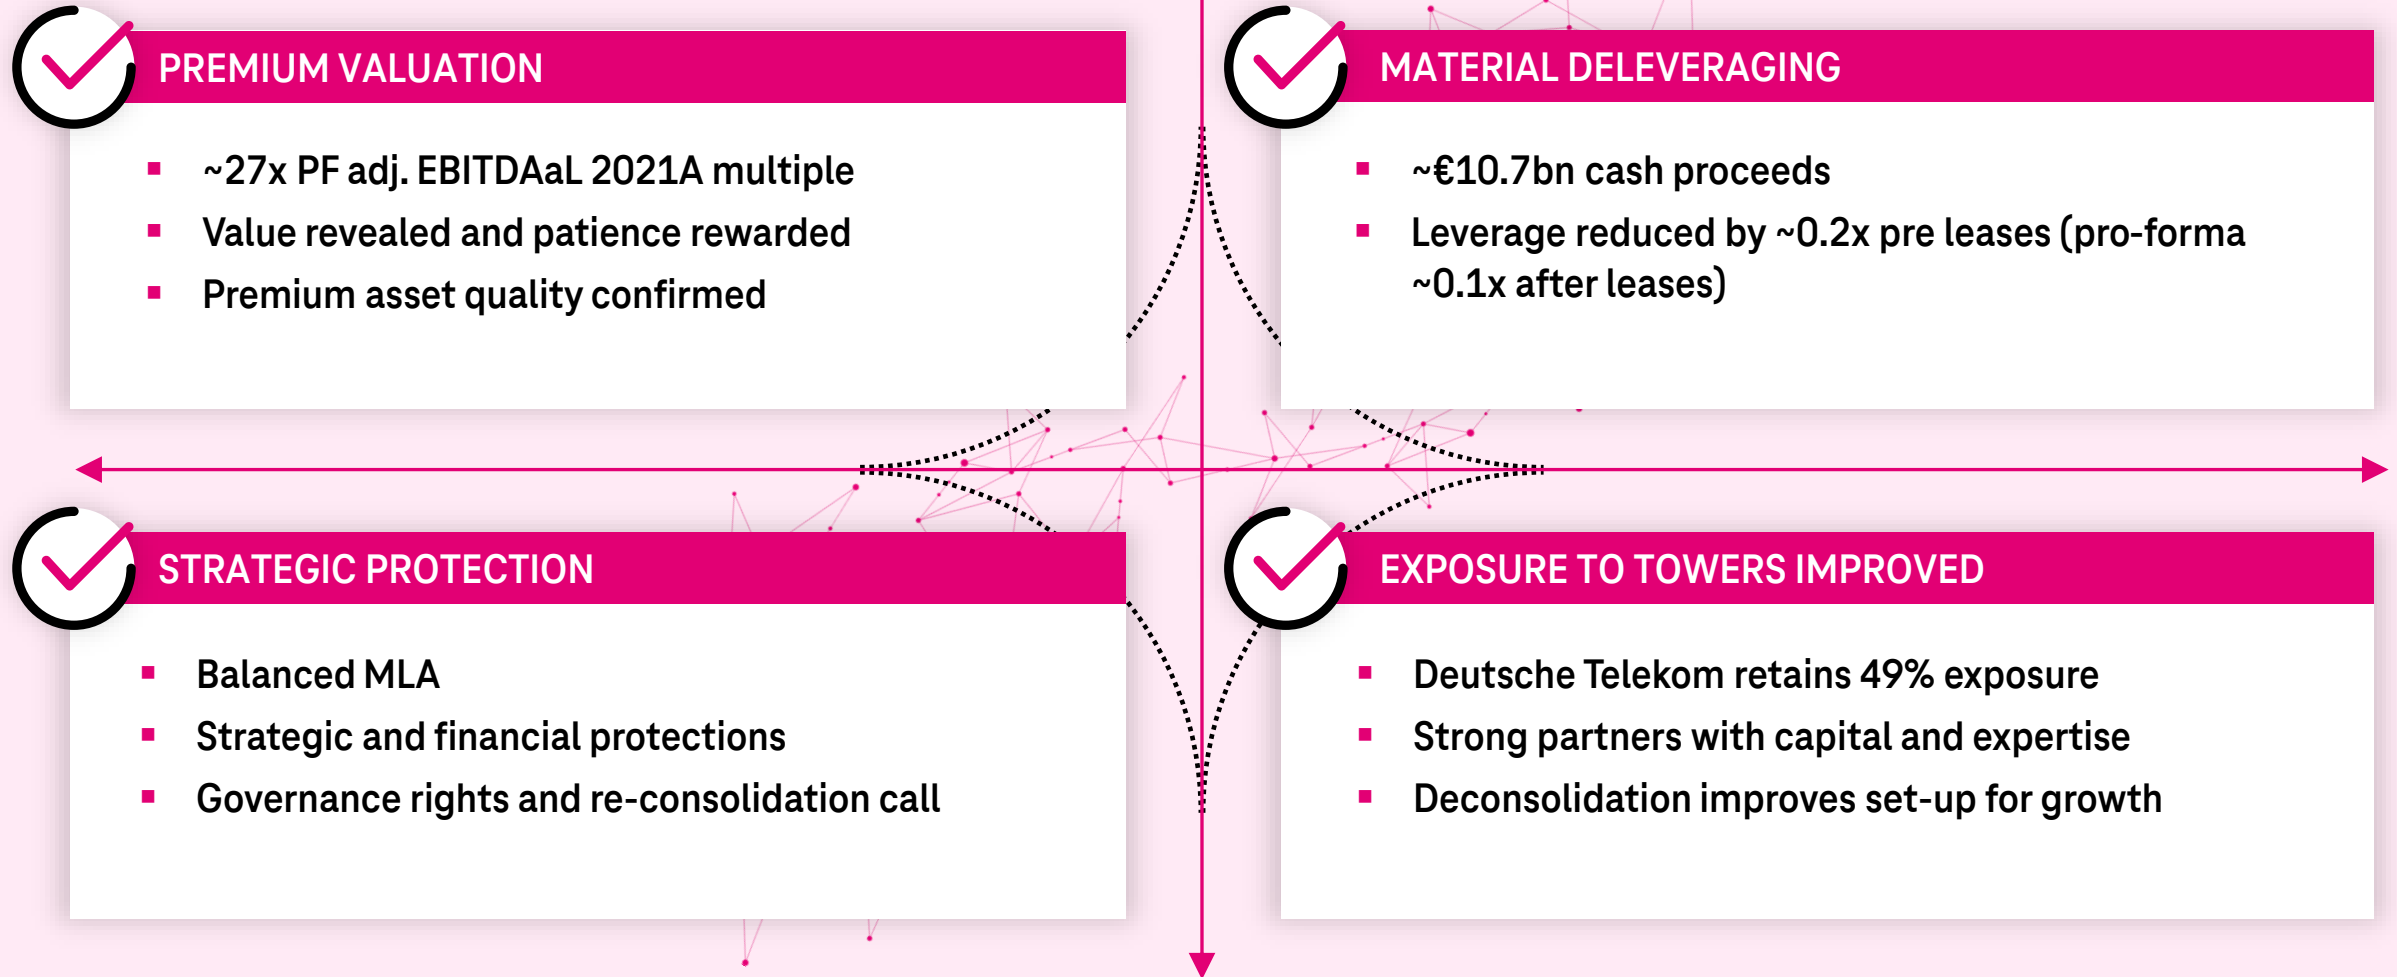 PREMIUM VALUATION
▪ ~27x PF adj. EBITDAaL 2021A multiple
▪ Value revealed and patience rewarded
▪ Premium asset quality confirmed
MATERIAL DELEVERAGING
▪ ~€10.7bn cash proceeds
▪ Leverage reduced by ~0.2x pre leases (pro-forma
~0.1x after leases)
STRATEGIC PROTECTION
▪ Balanced MLA
▪ Strategic and financial protections
▪ Governance rights and re-consolidation call
EXPOSURE TO TOWERS IMPROVED
▪ Deutsche Telekom retains 49% exposure
▪ Strong partners with capital and expertise
▪ Deconsolidation improves set-up for growth